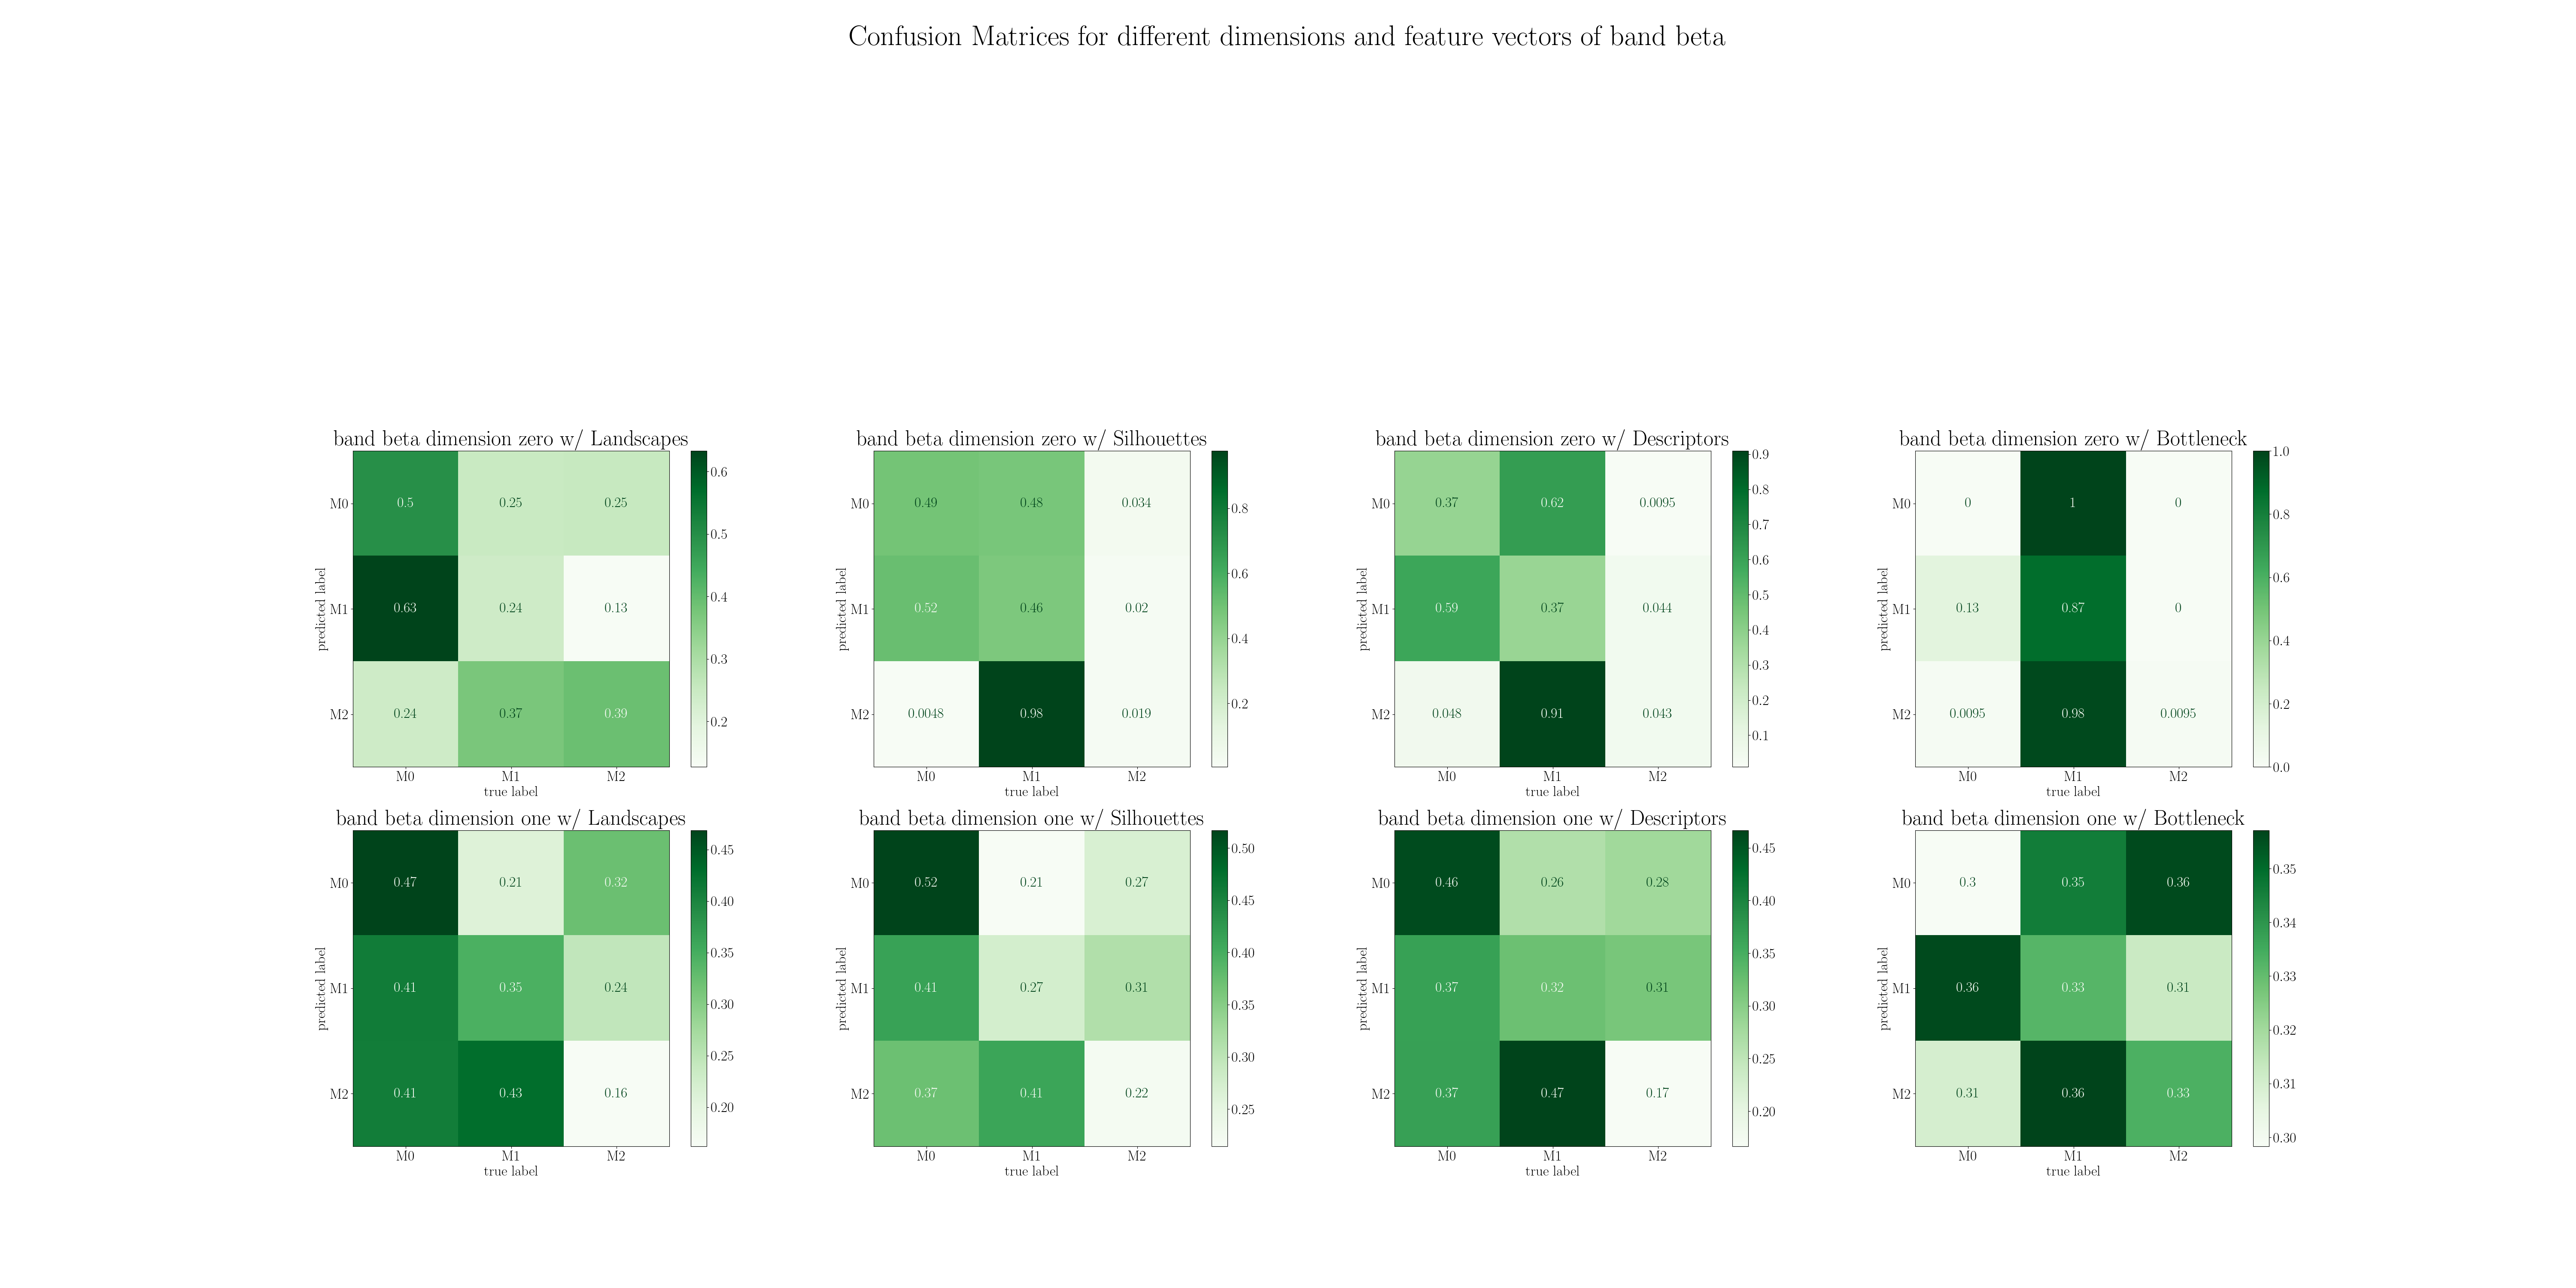 Confusion Matrices for different dimensions and feature vectors of band beta
band beta dimension zero w/ Landscapes
predicted label
M0 0.5 0.25 0.25
M1 0.63 0.24 0.13
M2 0.24 0.37 0.39
M0 M1 M2
true label
0.6
0.5
0.4
0.3
0.2
band beta dimension zero w/ Silhouettes
predicted label
M0 0.49 0.48 0.034
M1 0.52 0.46 0.02
M2 0.0048 0.98 0.019
M0 M1 M2
true label
0.8
0.6
0.4
0.2
band beta dimension zero w/ Descriptors
predicted label
M0 0.37 0.62 0.0095
M1 0.59 0.37 0.044
M2 0.048 0.91 0.043
M0 M1 M2
true label
0.9
0.8
0.7
0.6
0.5
0.4
0.3
0.2
0.1
band beta dimension zero w/ Bottleneck
predicted label
M0 0 1 0
M1 0.13 0.87 0
M2 0.0095 0.98 0.0095
M0 M1 M2
true label
1.0
0.8
0.6
0.4
0.2
0.0
band beta dimension one w/ Landscapes
predicted label
M0 0.47 0.21 0.32
M1 0.41 0.35 0.24
M2 0.41 0.43 0.16
M0 M1 M2
true label
0.45
0.40
0.35
0.30
0.25
0.20
band beta dimension one w/ Silhouettes
predicted label
M0 0.52 0.21 0.27
M1 0.41 0.27 0.31
M2 0.37 0.41 0.22
M0 M1 M2
true label
0.50
0.45
0.40
0.35
0.30
0.25
band beta dimension one w/ Descriptors
predicted label
M0 0.46 0.26 0.28
M1 0.37 0.32 0.31
M2 0.37 0.47 0.17
M0 M1 M2
true label
0.45
0.40
0.35
0.30
0.25
0.20
band beta dimension one w/ Bottleneck
predicted label
M0 0.3 0.35 0.36
M1 0.36 0.33 0.31
M2 0.31 0.36 0.33
M0 M1 M2
true label
0.35
0.34
0.33
0.32
0.31
0.30